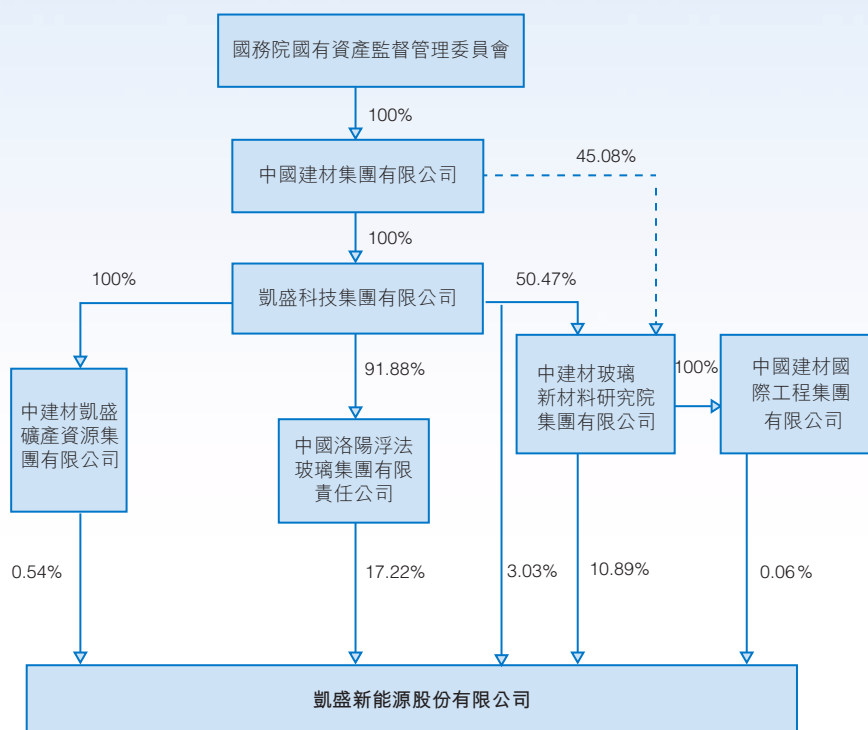 國務院國有資產監督管理委員會
100%
中國建材集團有限公司
45.08%
100%
凱盛科技集團有限公司
100%
50.47%
91.88%
中建材凱盛
礦產資源集
團有限公司
中國洛陽浮法
玻璃集團有限
責任公司
中建材玻璃
新材料研究院
集團有限公司
100%
中國建材國
際工程集團
有限公司
0.54%
17.22%
3.03%
10.89%
0.06%
凱盛新能源股份有限公司